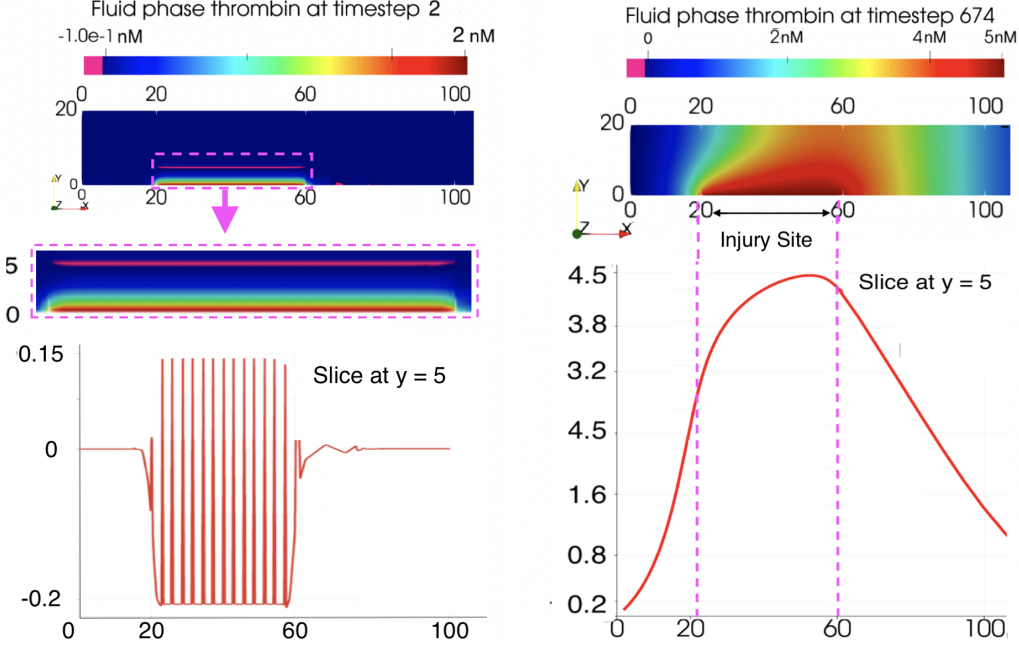 Fluid phase thrombin at timestep 2
-1.0e-1 nM 2 nM
0 20 60 100
20
0
0 20 60 100
Y
Z X
5
0
0.15
Slice at y = 5
0
-0.2
0 20 60 100
Fluid phase thrombin at timestep 674
0 2nM 4nM 5nM
0 20 60 100
20
0
0 20 60 100
Y
Z X
Injury Site
4.5
Slice at y = 5
3.8
3.2
4.5
1.6
0.8
0.2
0 20 60 100